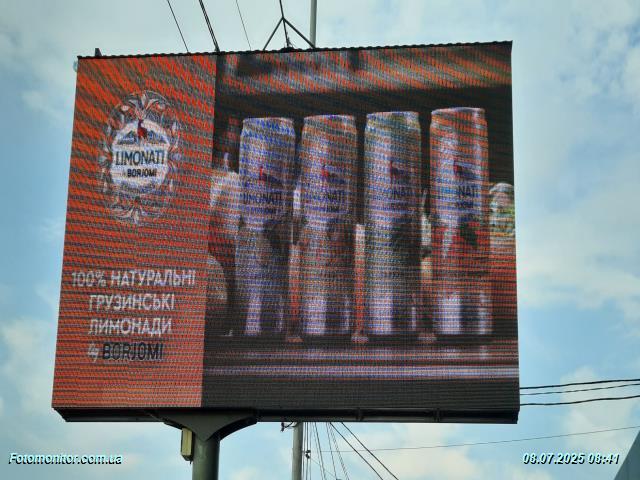 LIMONATI
BORJOMI
100% НАТУРАЛЬНІ
ГРУЗИНСЬКІ
ЛИМОНАДИ
BORJOMI
Fotomonitor.com.ua
08.07.2025 08:41